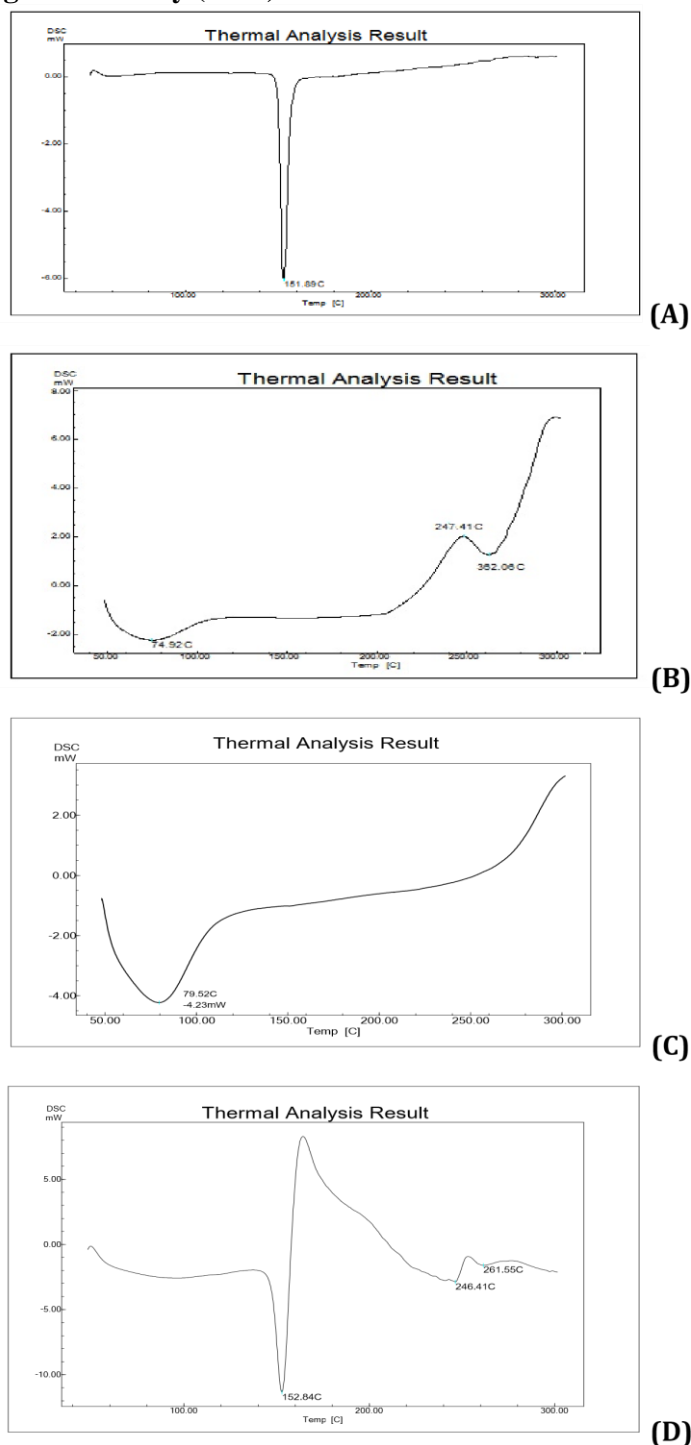 Thermal Analysis Result
DSC
mW
0.00
-2.00
-4.00
-6.00
151.89C
100.00 200.00 300.00
Temp [C]
(A)
Thermal Analysis Result
DSC
mW
8.00
6.00
4.00
2.00
0.00
-2.00
247.41C
362.06C
74.92C
50.00 100.00 150.00 200.00 250.00 300.00
Temp [C]
(B)
Thermal Analysis Result
DSC
mW
2.00
0.00
-2.00
-4.00
79.52C
-4.23mW
50.00 100.00 150.00 200.00 250.00 300.00
Temp [C]
(C)
Thermal Analysis Result
DSC
mW
5.00
0.00
-5.00
-10.00
261.55C
246.41C
152.84C
100.00 200.00 300.00
Temp [C]
(D)